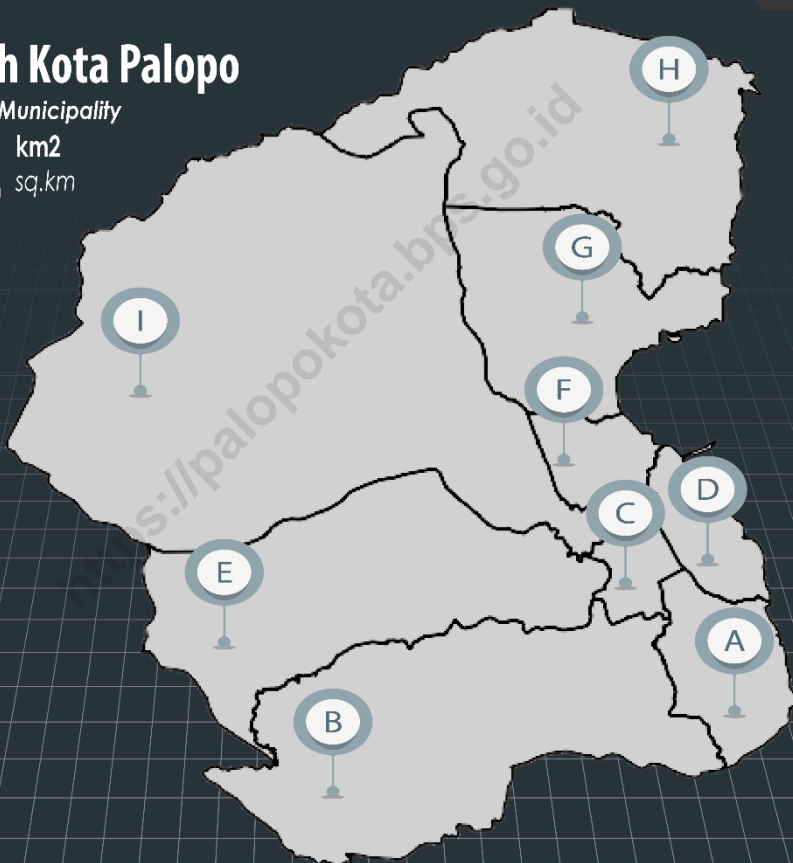 h Kota Palopo
Municipality
km2
sq.km
H
G
I
F
D
C
E
A
B
https://palopokota.bps.go.id